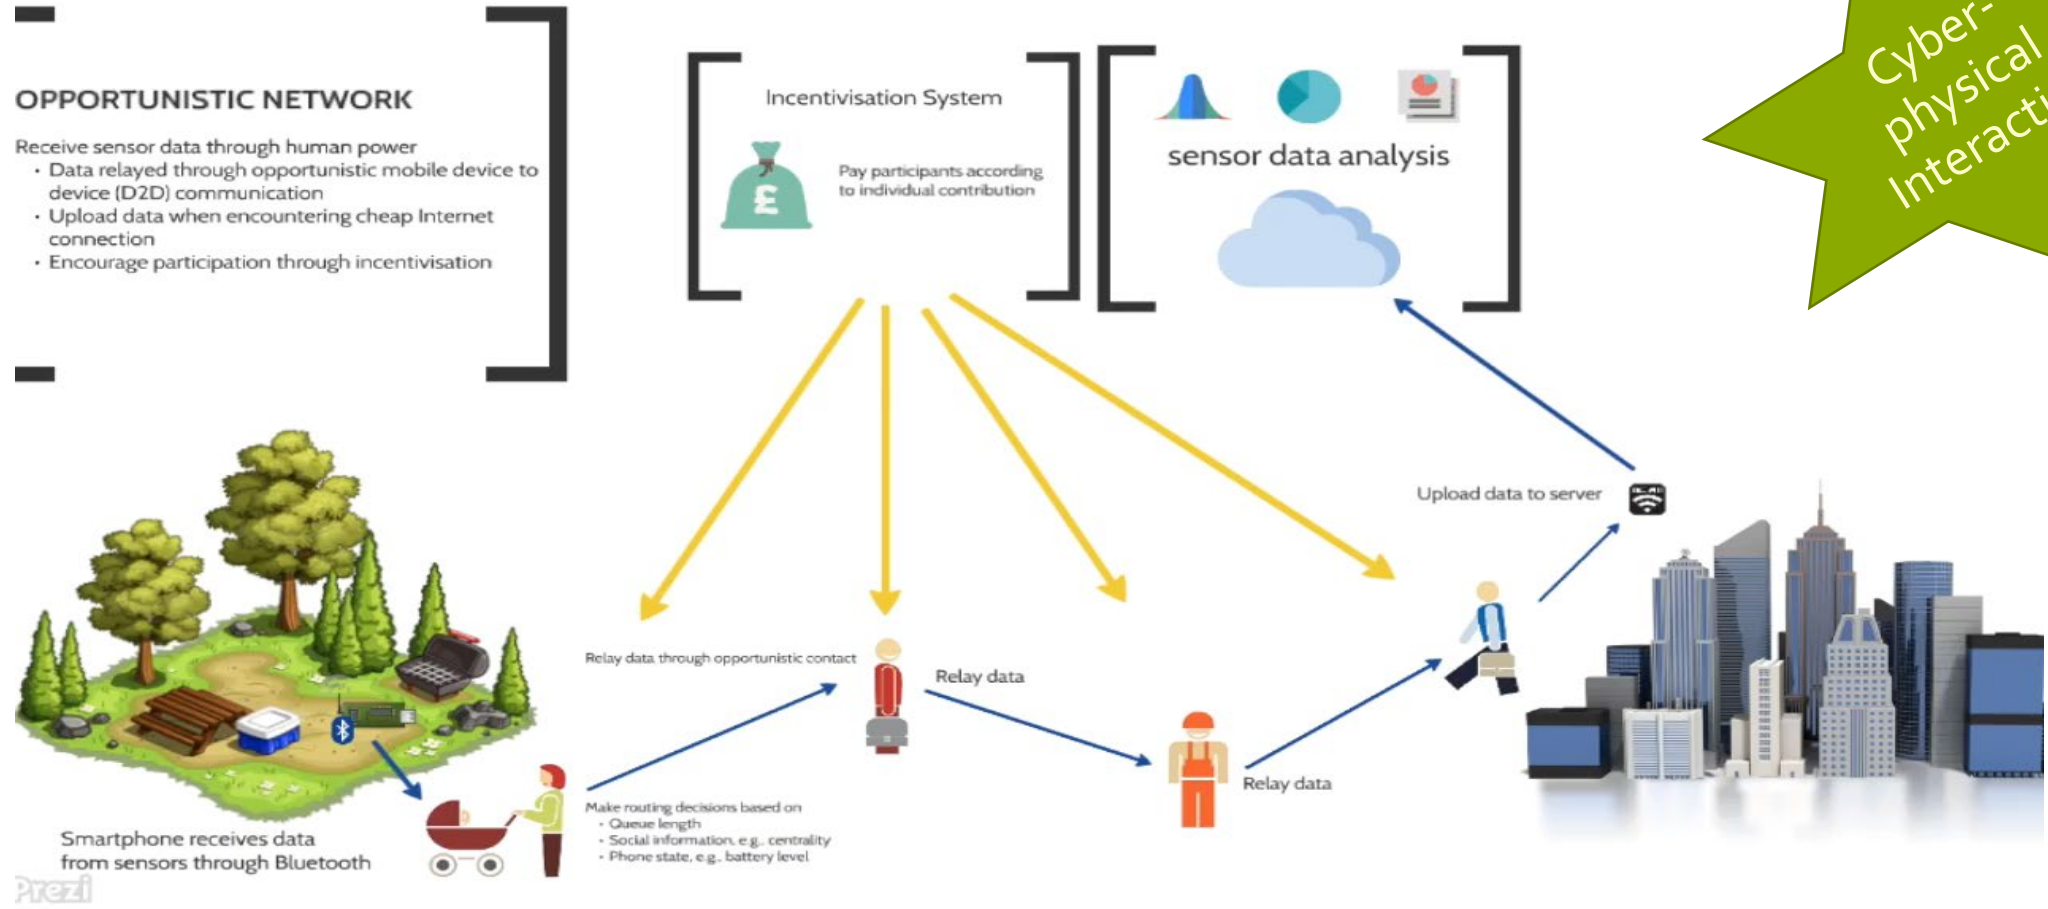 OPPORTUNISTIC NETWORK
Receive sensor data through human power
• Data relayed through opportunistic mobile device to
device (D2D) communication
• Upload data when encountering cheap Internet
connection
• Encourage participation through incentivisation
Incentivisation System
£
Pay participants according
to individual contribution
sensor data analysis
Cyber-
physical
Interacti
Upload data to server
Relay data through opportunistic contact
Relay data
Relay data
Make routing decisions based on
• Queue length
• Social information, e.g.. centrality
• Phone state, e.g.. battery level
Smartphone receives data
from sensors through Bluetooth
Prezi